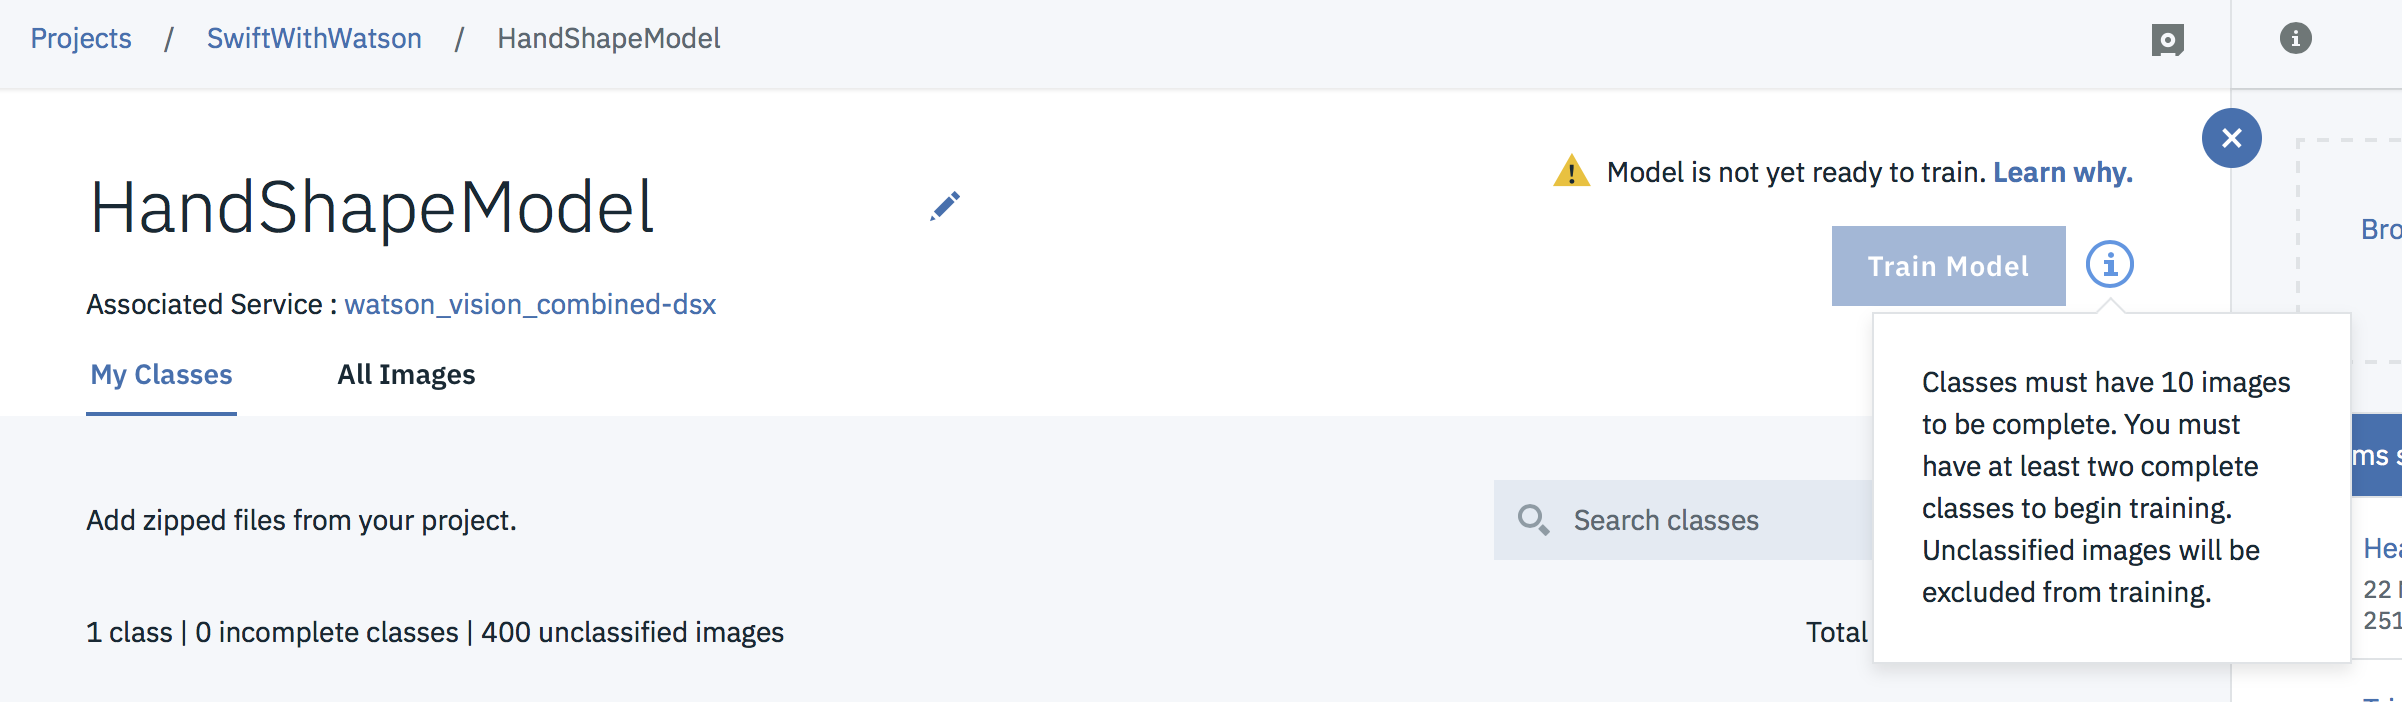 Projects / SwiftWithWatson / HandShapeModel
Model is not yet ready to train. Learn why.
HandShapeModel
Train Model
Associated Service : watson_vision_combined-dsx
My Classes All Images
Classes must have 10 images
to be complete. You must
have at least two complete
classes to begin training.
Unclassified images will be
excluded from training.
Add zipped files from your project.
Search classes
1 class | 0 incomplete classes | 400 unclassified images
Total
22
251